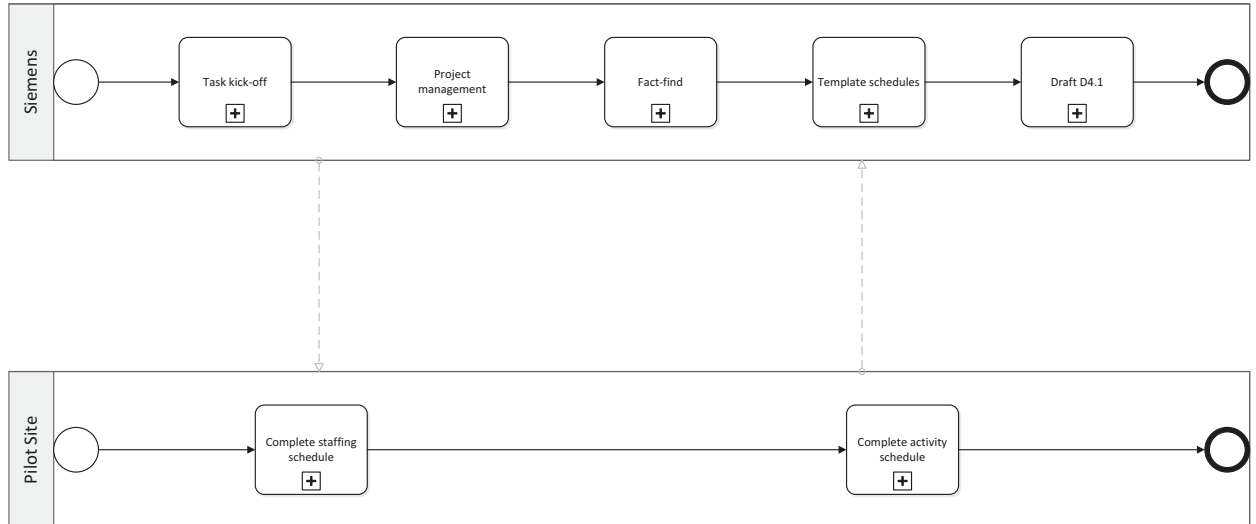 Siemens
Task kick-off
Project
management
Fact-find
Template schedules
Draft D4.1
Pilot Site
Complete staffing
schedule
Complete activity
schedule